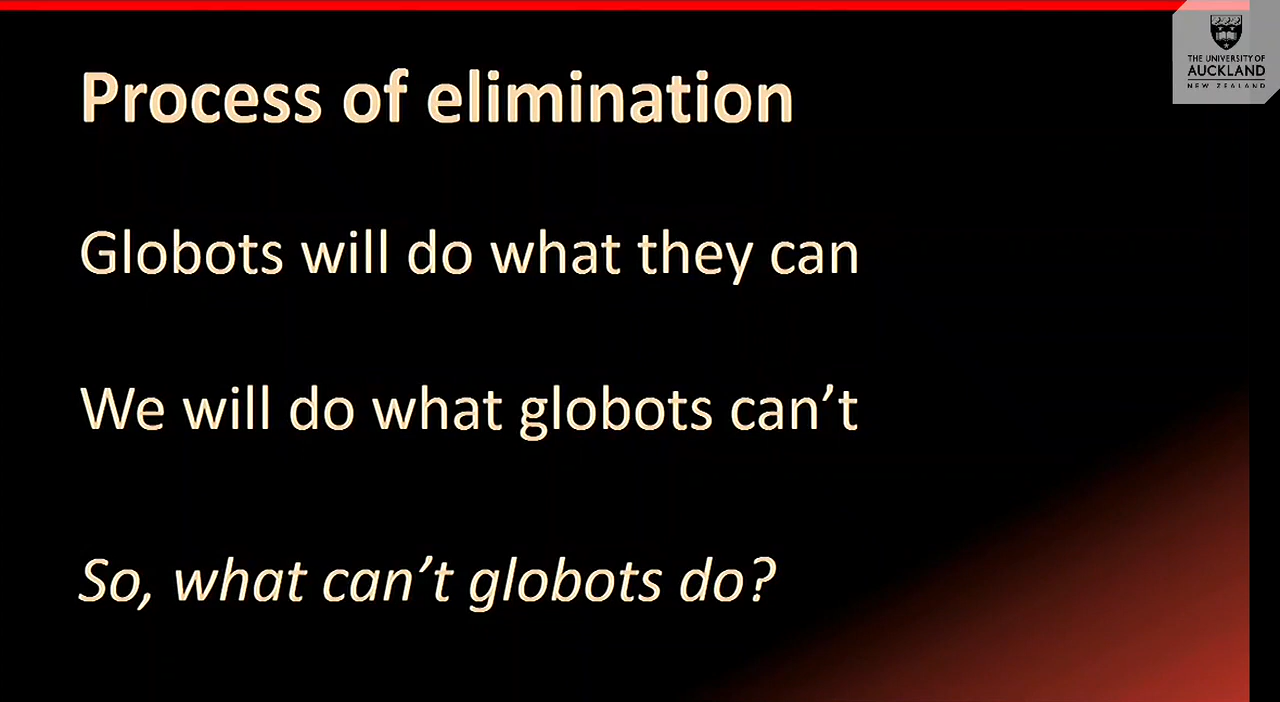 THE UNIVERSITY OF
AUCKLAND
NEW ZEALAND
Process of elimination
Globots will do what they can
We will do what globots can’t
So, what can’t globots do?